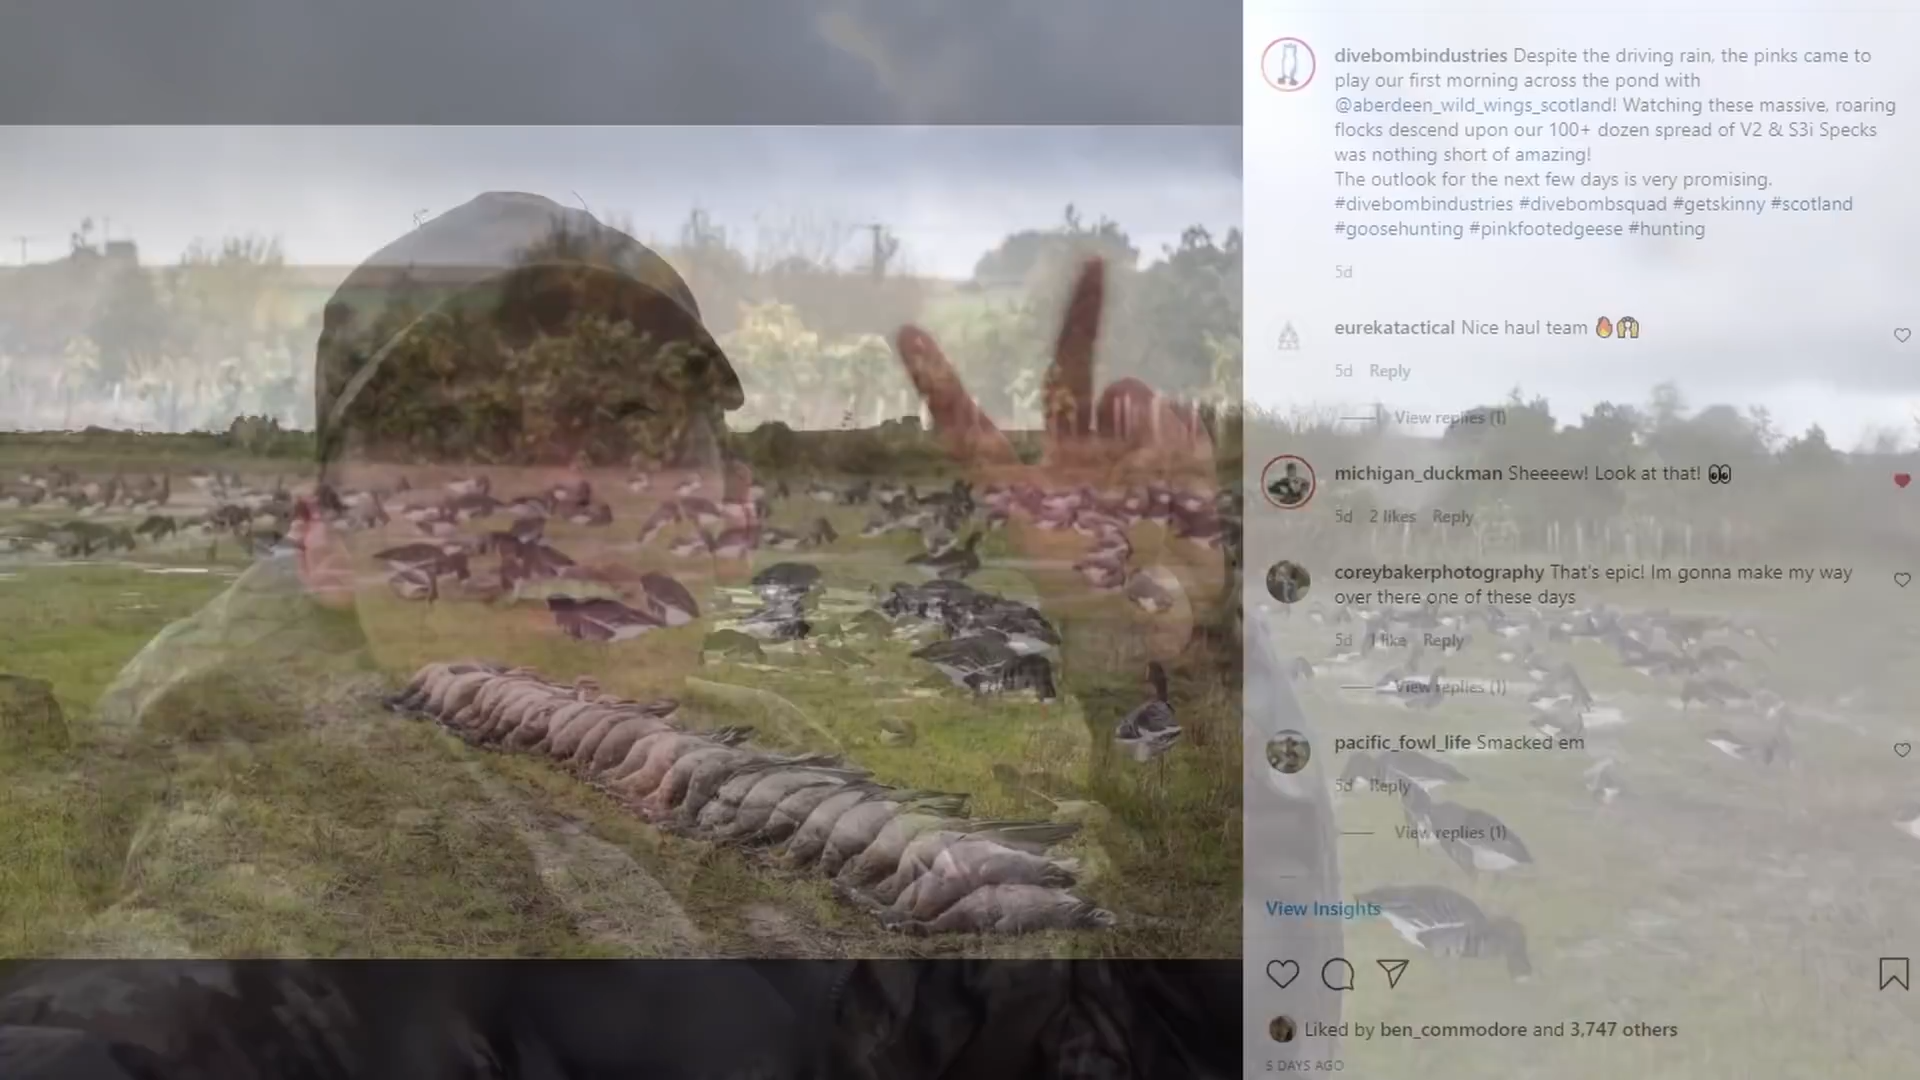 divebombindustries Despite the driving rain, the pinks came to
play our first morning across the pond with
@aberdeen_wild_wings_scotland! Watching these massive, roaring
flocks descend upon our 100+ dozen spread of V2 & S3i Specks
was nothing short of amazing!
The outlook for the next few days is very promising.
#divebombindustries #divebombsquad #getskinny #scotland
#goosehunting #pinkfootedgeese #hunting
5d
eurekatactical Nice haul team 🔥🙌
5d Reply
View replies (1)
michigan_duckman Sheeeew! Look at that! 👀
5d 2 likes Reply
coreybakerphotography That's epic! Im gonna make my way
over there one of these days
5d 1 like Reply
View replies (1)
pacific_fowl_life Smacked em
5d Reply
View replies (1)
View Insights
Liked by ben_commodore and 3,747 others
5 DAYS AGO